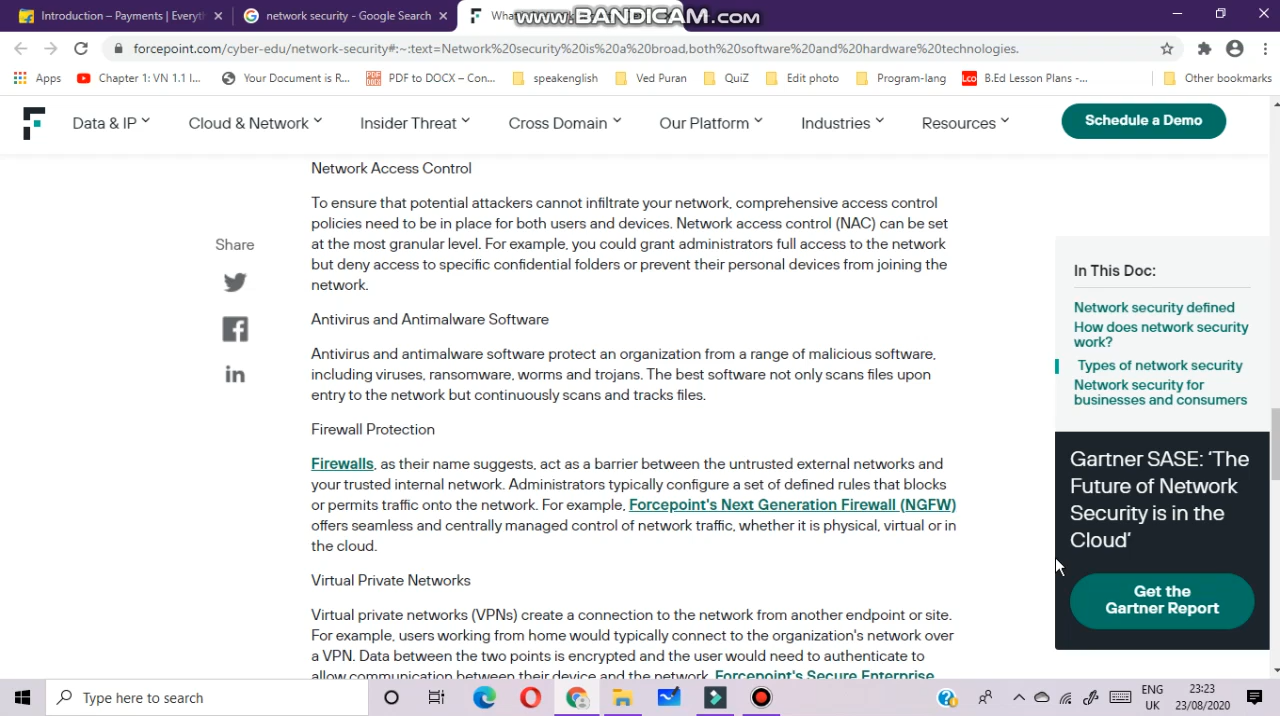 Introduction – Payments | Everyt
network security - Google Search
What
www.BANDICAM.com
forcepoint.com/cyber-edu/network-security#:~:text=Network%20security%20is%20a%20broad,both%20software%20and%20hardware%20technologies.
Apps
Chapter 1: VN 1.1 I...
Your Document is R...
PDF to DOCX – Con...
speakenglish
Ved Puran
QuiZ
Edit photo
Program-lang
Lco
B.Ed Lesson Plans -...
Other bookmarks
Data & IP
Cloud & Network
Insider Threat
Cross Domain
Our Platform
Industries
Resources
Schedule a Demo
Network Access Control
To ensure that potential attackers cannot infiltrate your network, comprehensive access control
policies need to be in place for both users and devices. Network access control (NAC) can be set
at the most granular level. For example, you could grant administrators full access to the network
but deny access to specific confidential folders or prevent their personal devices from joining the
network.
Antivirus and Antimalware Software
Antivirus and antimalware software protect an organization from a range of malicious software,
including viruses, ransomware, worms and trojans. The best software not only scans files upon
entry to the network but continuously scans and tracks files.
Firewall Protection
Firewalls, as their name suggests, act as a barrier between the untrusted external networks and
your trusted internal network. Administrators typically configure a set of defined rules that blocks
or permits traffic onto the network. For example, Forcepoint's Next Generation Firewall (NGFW)
offers seamless and centrally managed control of network traffic, whether it is physical, virtual or in
the cloud.
Virtual Private Networks
Virtual private networks (VPNs) create a connection to the network from another endpoint or site.
For example, users working from home would typically connect to the organization's network over
a VPN. Data between the two points is encrypted and the user would need to authenticate to
allow communication between their device and the network. Forcepoint's Secure Enterprise
Share
In This Doc:
Network security defined
How does network security
work?
Types of network security
Network security for
businesses and consumers
Gartner SASE: 'The
Future of Network
Security is in the
Cloud'
Get the
Gartner Report
Type here to search
ENG
UK
23:23
23/08/2020